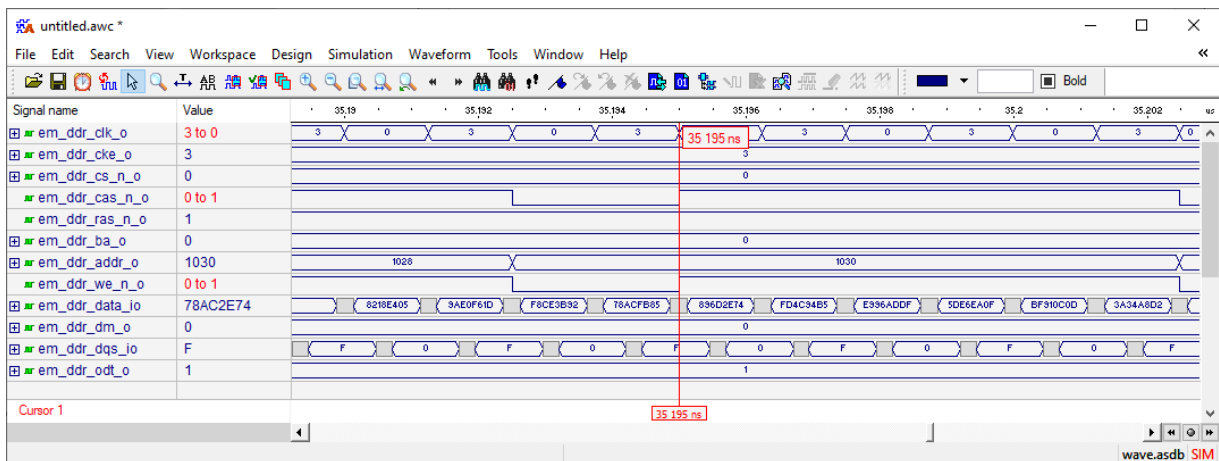 untitled.awc *
File Edit Search View Workspace Design Simulation Waveform Tools Window Help
Bold
Signal name Value 35,19 35,192 35,194 35,196 35,198 35,2 35,202 us
em_ddr_clk_o 3 to 0 3 0 3 0 3 3 0 3 0 3 0
em_ddr_cke_o 3 3
em_ddr_cs_n_o 0 0
em_ddr_cas_n_o 0 to 1
em_ddr_ras_n_o 1
em_ddr_ba_o 0 0
em_ddr_addr_o 1030 1028 1030
em_ddr_we_n_o 0 to 1
em_ddr_data_io 78AC2E74 8218E405 9AE0F61D F8CE3B92 78ACFB85 896D2E74 FD4C94B5 E996ADDF 5DE6EA0F BF910C0D 3A34A8D2
em_ddr_dm_o 0 0
em_ddr_dqs_io F F 0 F 0 F 0 F 0 F 0 F
em_ddr_odt_o 1 1
35 195 ns
Cursor 1 35 195 ns
wave.asdb SIM